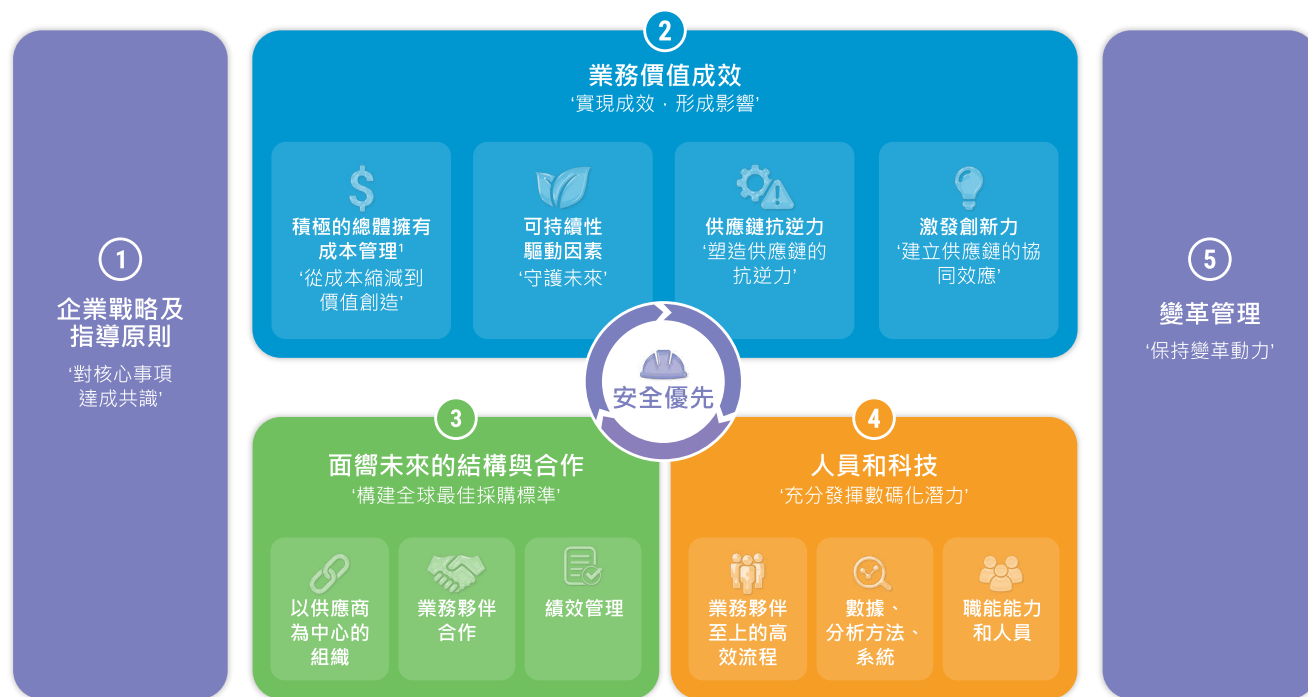 1
企業戰略及
指導原則
‘對核心事項
達成共識’
2
業務價值成效
‘實現成效．形成影響’
$
積極的總體擁有
成本管理¹
‘從成本縮減到
價值創造’
可持續性
驅動因素
‘守護未來’
供應鏈抗逆力
‘塑造供應鏈的
抗逆力’
激發創新力
‘建立供應鏈的協
同效應’
安全優先
3
面嚮未來的結構與合作
‘構建全球最佳採購標準’
以供應商
為中心的
組織
業務夥伴
合作
績效管理
4
人員和科技
‘充分發揮數碼化潛力’
業務夥伴
至上的高
效流程
數據、
分析方法、
系統
職能能力
和人員
5
變革管理
‘保持變革動力’